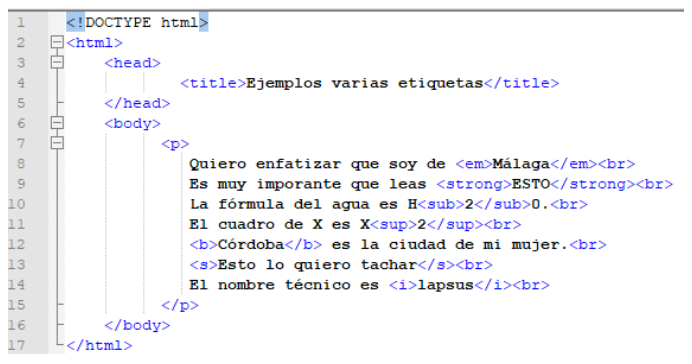 1 <!DOCTYPE html>
2 <html>
3 <head>
4 <title>Ejemplos varias etiquetas</title>
5 </head>
6 <body>
7 <p>
8 Quiero enfatizar que soy de <em>Málaga</em><br>
9 Es muy imporante que leas <strong>ESTO</strong><br>
10 La fórmula del agua es H<sub>2</sub>0.<br>
11 El cuadro de X es X<sup>2</sup><br>
12 <b>Córdoba</b> es la ciudad de mi mujer.<br>
13 <s>Esto lo quiero tachar</s><br>
14 El nombre técnico es <i>lapsus</i><br>
15 </p>
16 </body>
17 </html>